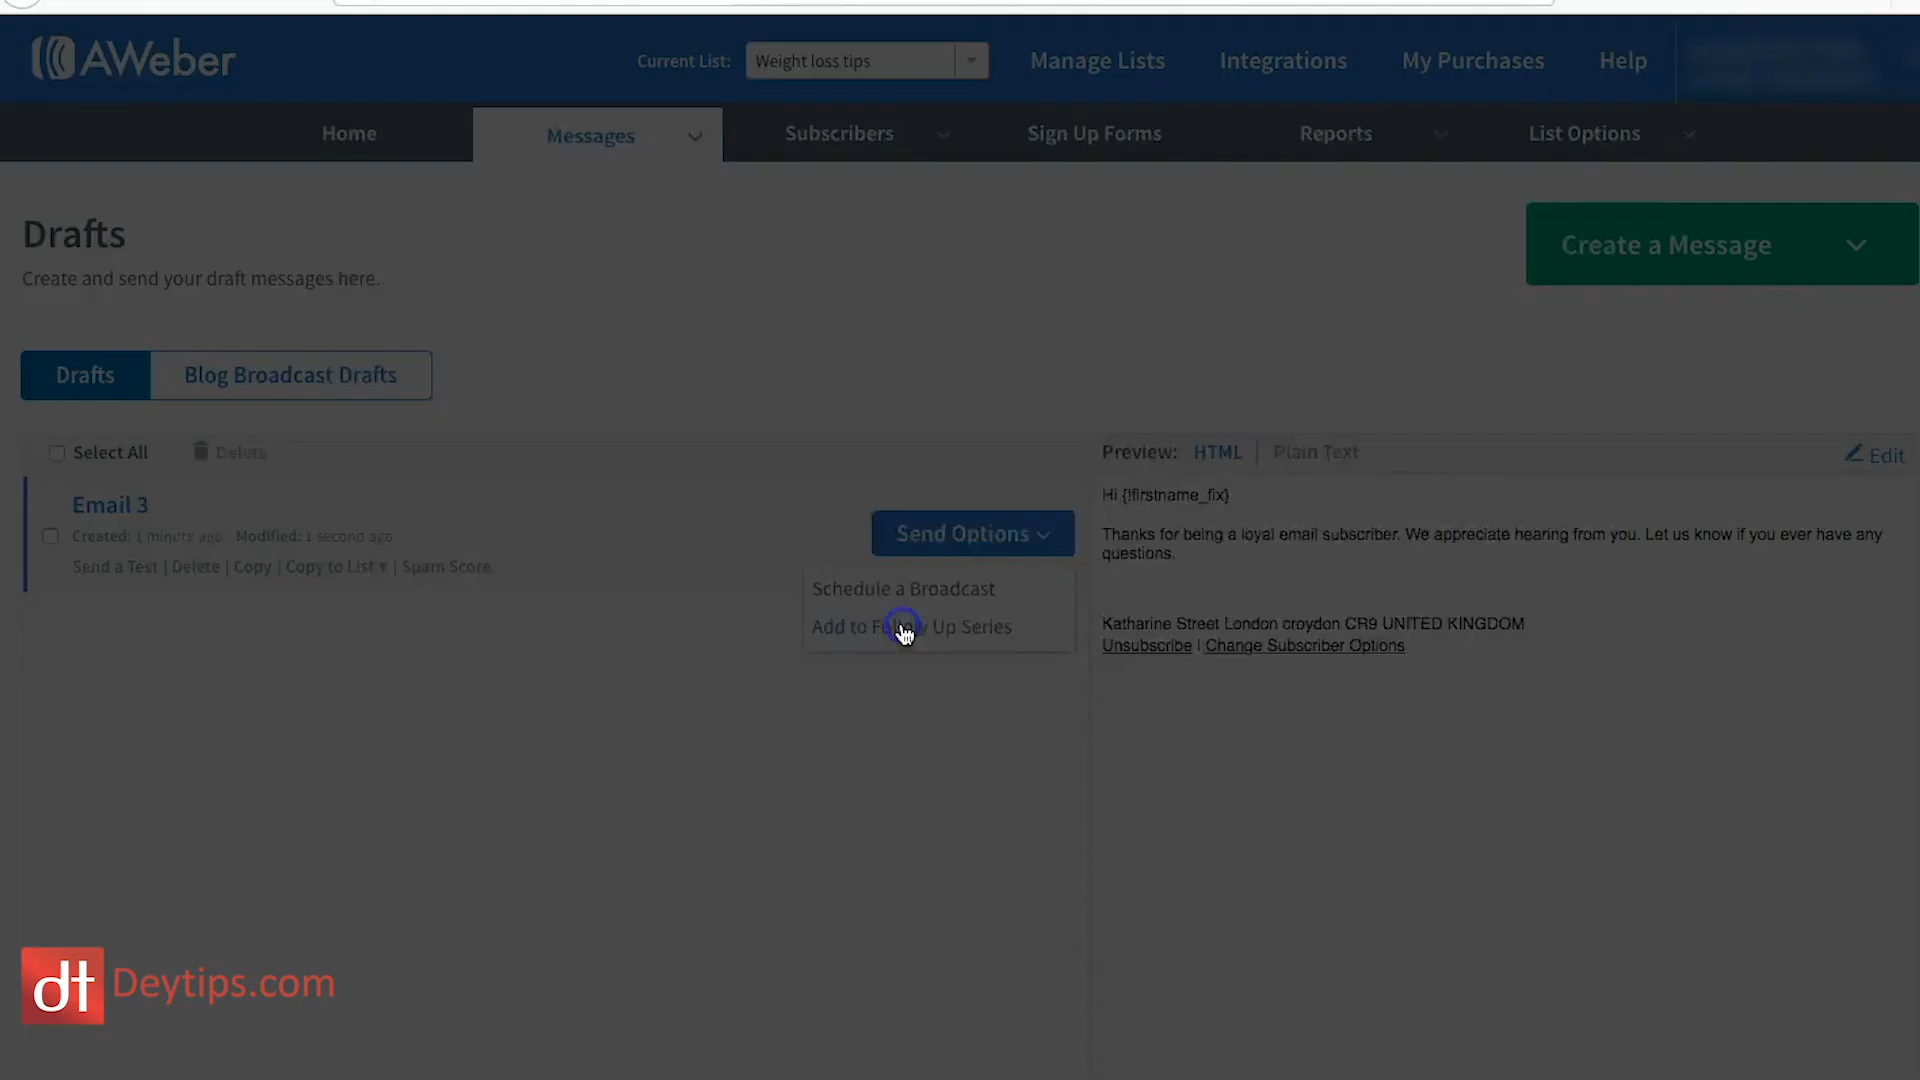 AWeber
Current List: Weight loss tips Manage Lists Integrations My Purchases Help
Home Messages Subscribers Sign Up Forms Reports List Options
Drafts
Create and send your draft messages here.
Create a Message
Drafts Blog Broadcast Drafts
Select All Delete
Preview: HTML Plain Text Edit
Email 3
Created: 1 minute ago Modified: 1 second ago
Send a Test | Delete | Copy | Copy to List ▾ | Spam Score
Send Options
Schedule a Broadcast
Add to Follow Up Series
Hi {!firstname_fix}
Thanks for being a loyal email subscriber. We appreciate hearing from you. Let us know if you ever have any
questions.
Katharine Street London croydon CR9 UNITED KINGDOM
Unsubscribe | Change Subscriber Options
dt Deytips.com